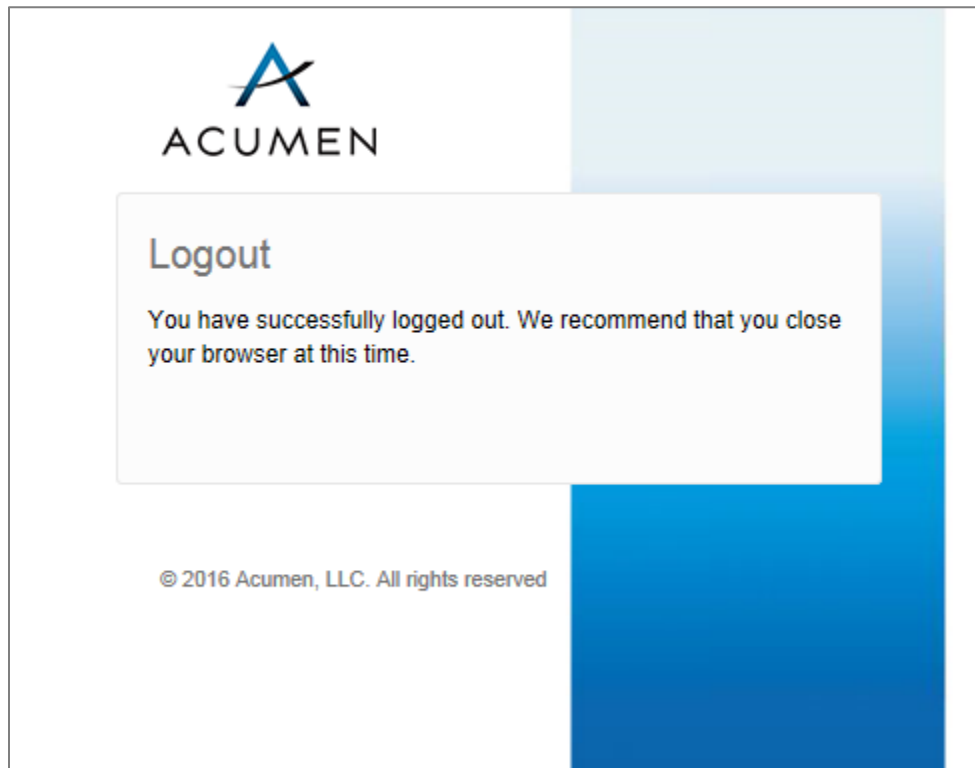 ACUMEN
Logout
You have successfully logged out. We recommend that you close
your browser at this time.
© 2016 Acumen, LLC. All rights reserved